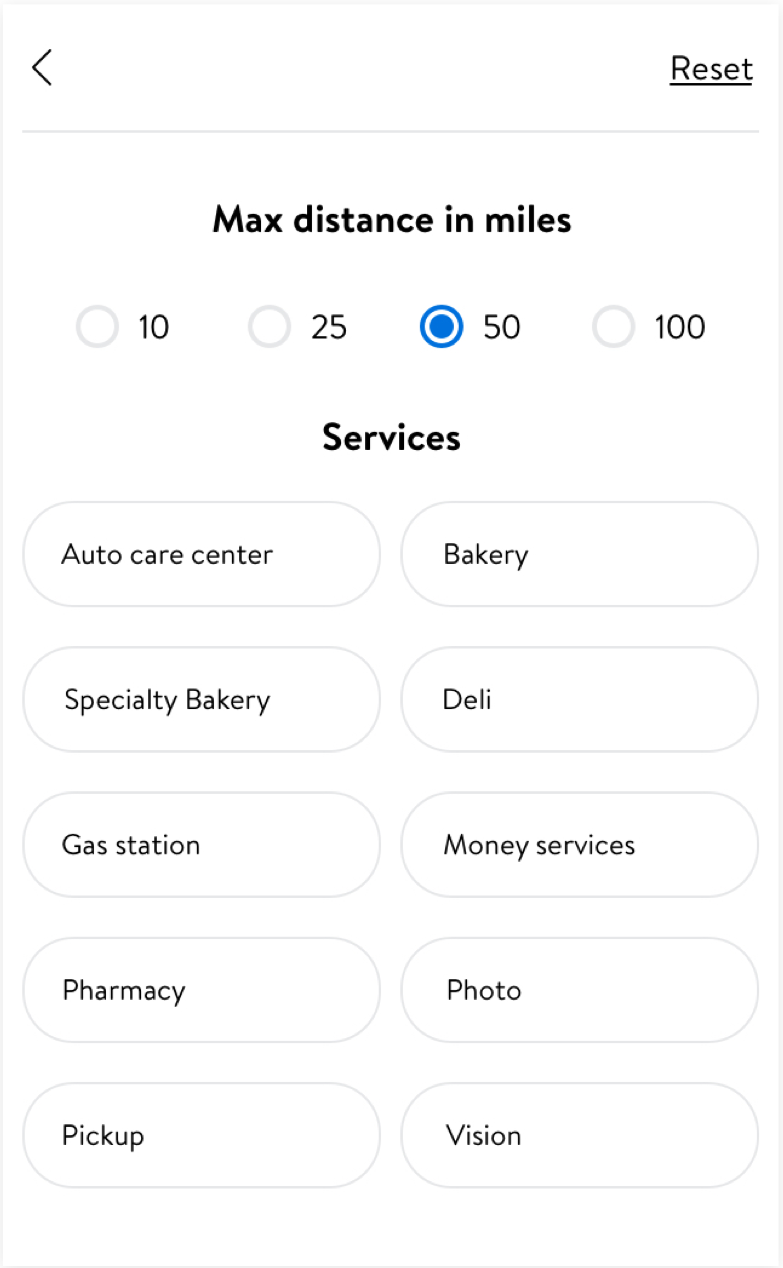 Reset
Max distance in miles
10 25 50 100
Services
Auto care center Bakery
Specialty Bakery Deli
Gas station Money services
Pharmacy Photo
Pickup Vision